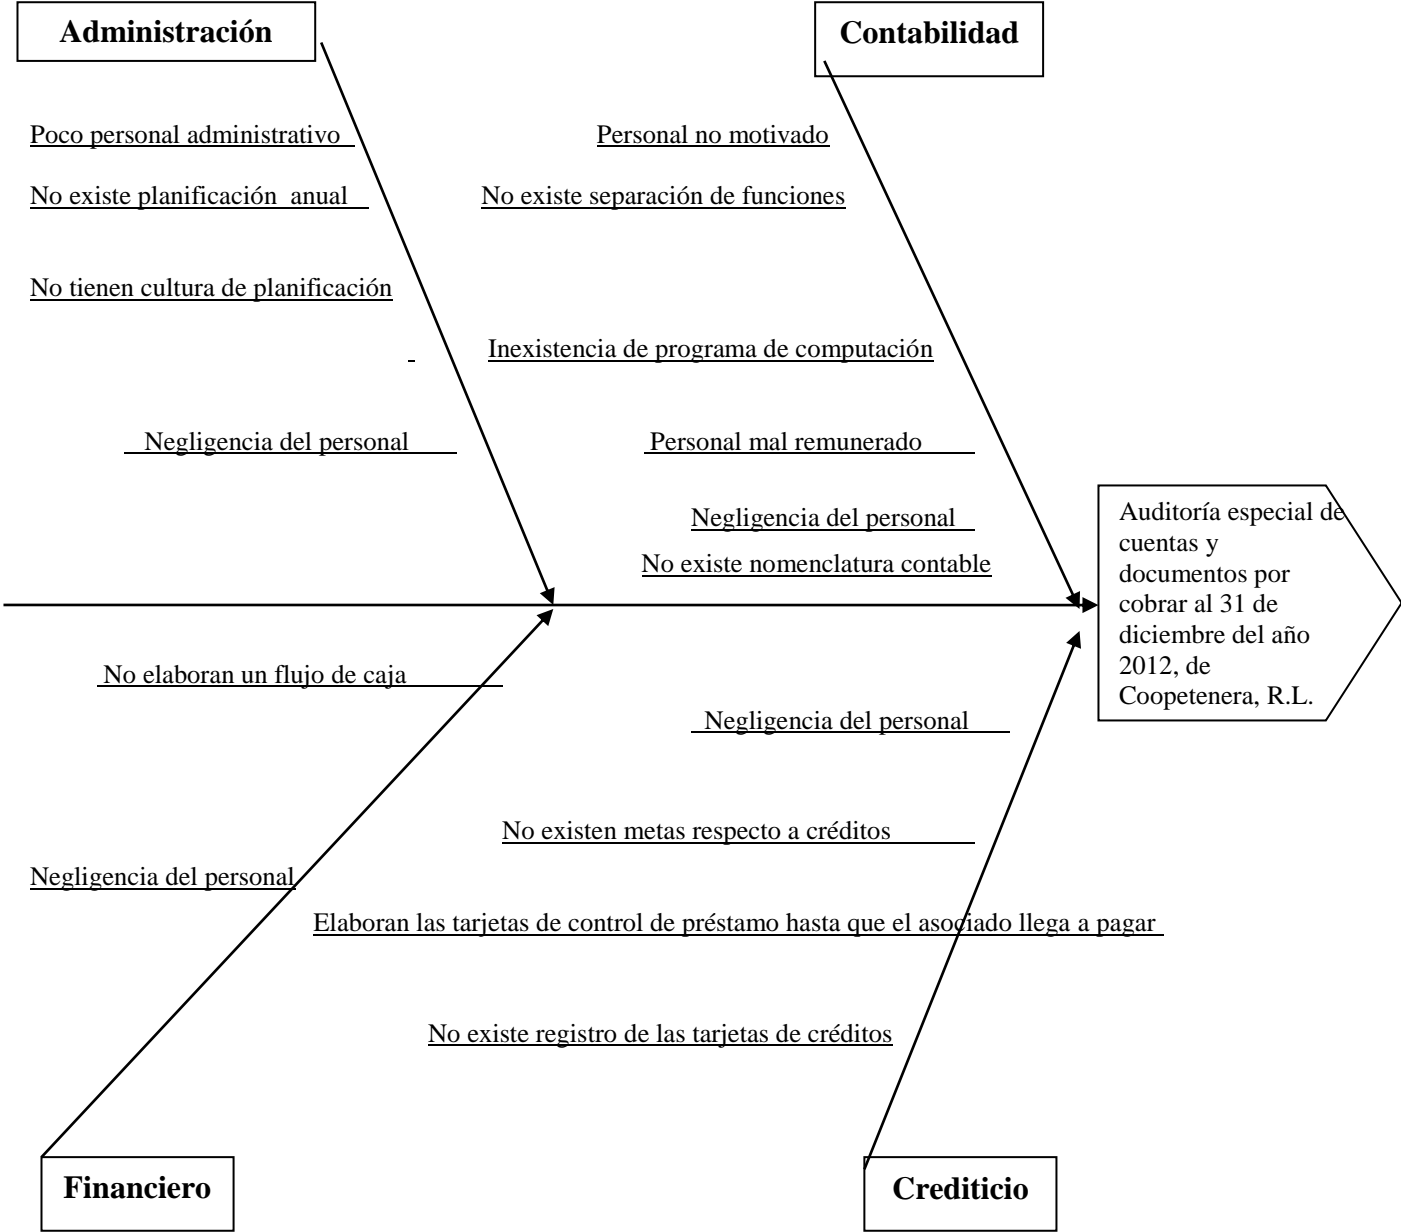 Administración
Contabilidad
Poco personal administrativo
Personal no motivado
No existe planificación  anual
No existe separación de funciones
No tienen cultura de planificación
Inexistencia de programa de computación
Negligencia del personal
Personal mal remunerado
Negligencia del personal
No existe nomenclatura contable
Auditoría especial de
cuentas y
documentos por
cobrar al 31 de
diciembre del año
2012, de
Coopetenera, R.L.
No elaboran un flujo de caja
Negligencia del personal
No existen metas respecto a créditos
Negligencia del personal
Elaboran las tarjetas de control de préstamo hasta que el asociado llega a pagar
No existe registro de las tarjetas de créditos
Financiero
Crediticio